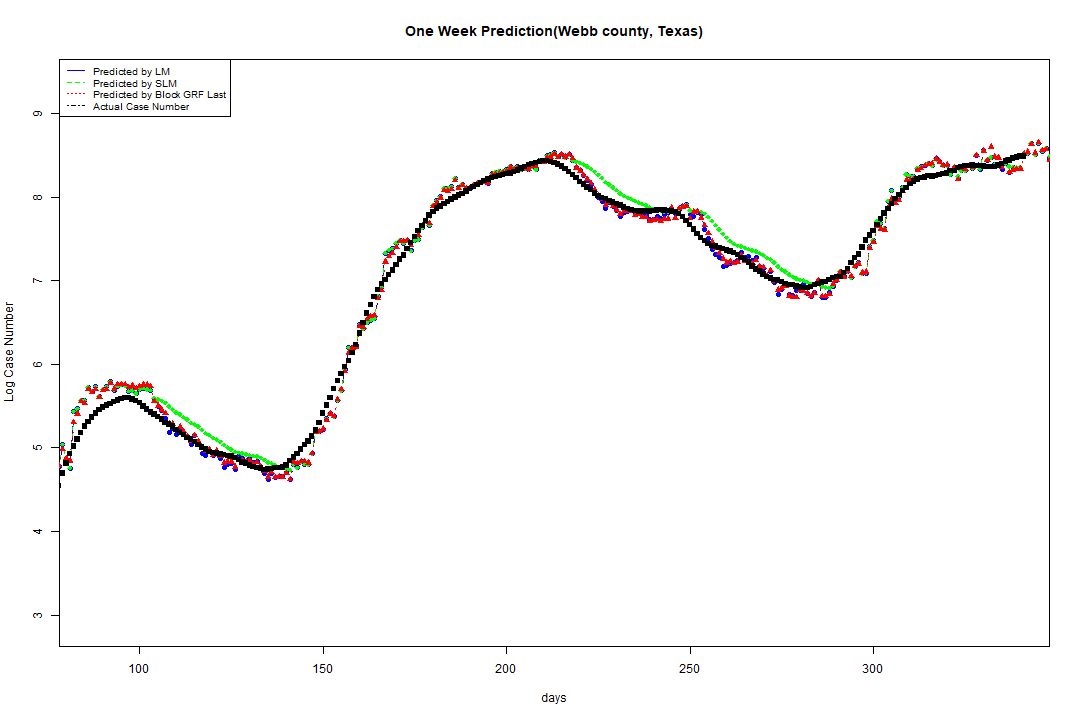 One Week Prediction(Webb county, Texas)
Predicted by LM
Predicted by SLM
Predicted by Block GRF Last
Actual Case Number
9
8
7
6
5
4
3
Log Case Number
100 150 200 250 300
days